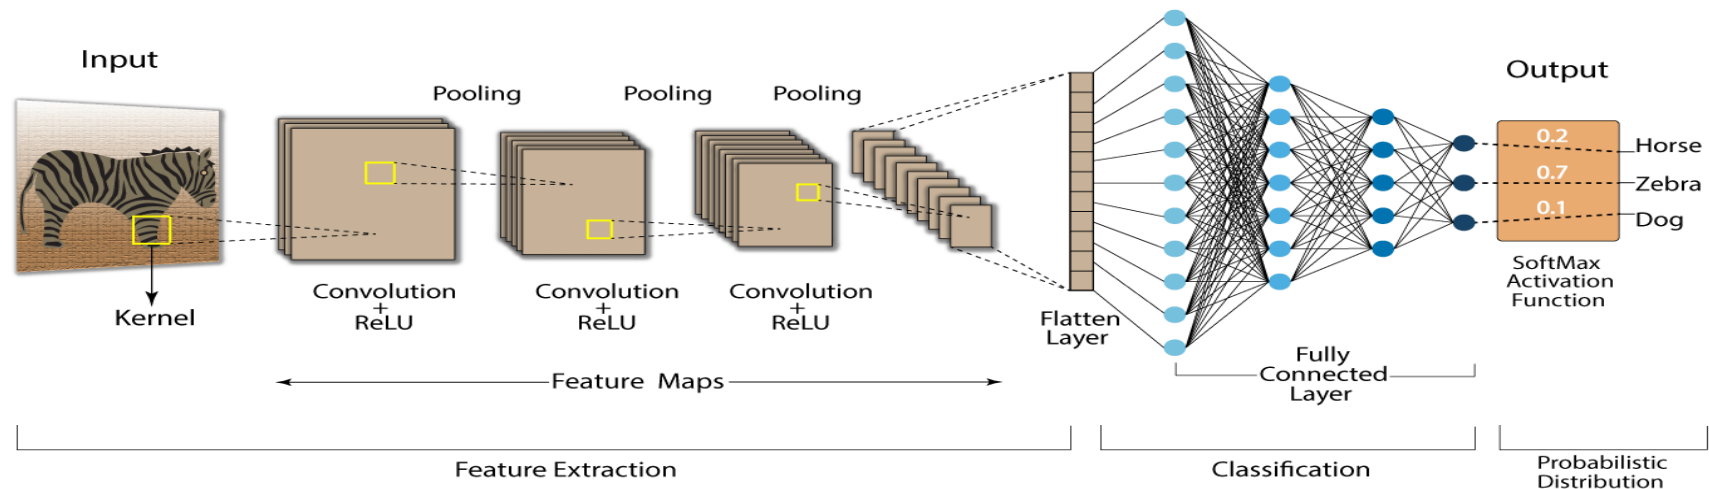 Input
Kernel
Pooling
Pooling
Pooling
Convolution
+
ReLU
Convolution
+
ReLU
Convolution
+
ReLU
Feature Maps
Flatten
Layer
Fully
Connected
Layer
Output
0.2
Horse
0.7
Zebra
0.1
Dog
SoftMax
Activation
Function
Feature Extraction
Classification
Probabilistic
Distribution